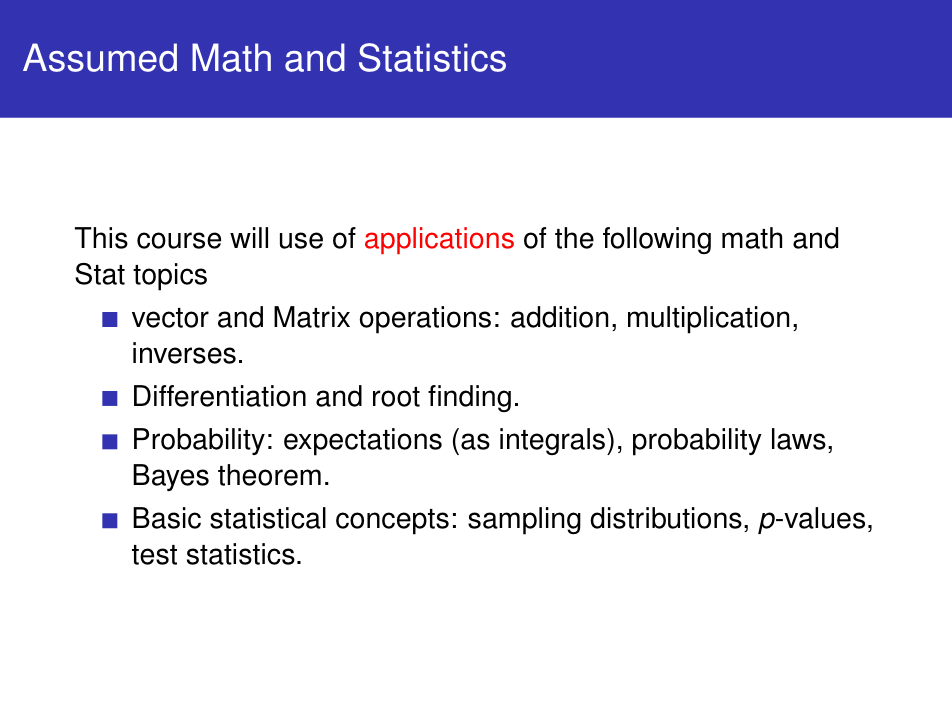 Assumed Math and Statistics
This course will use of applications of the following math and
Stat topics
vector and Matrix operations: addition, multiplication,
inverses.
Differentiation and root finding.
Probability: expectations (as integrals), probability laws,
Bayes theorem.
Basic statistical concepts: sampling distributions, p-values,
test statistics.